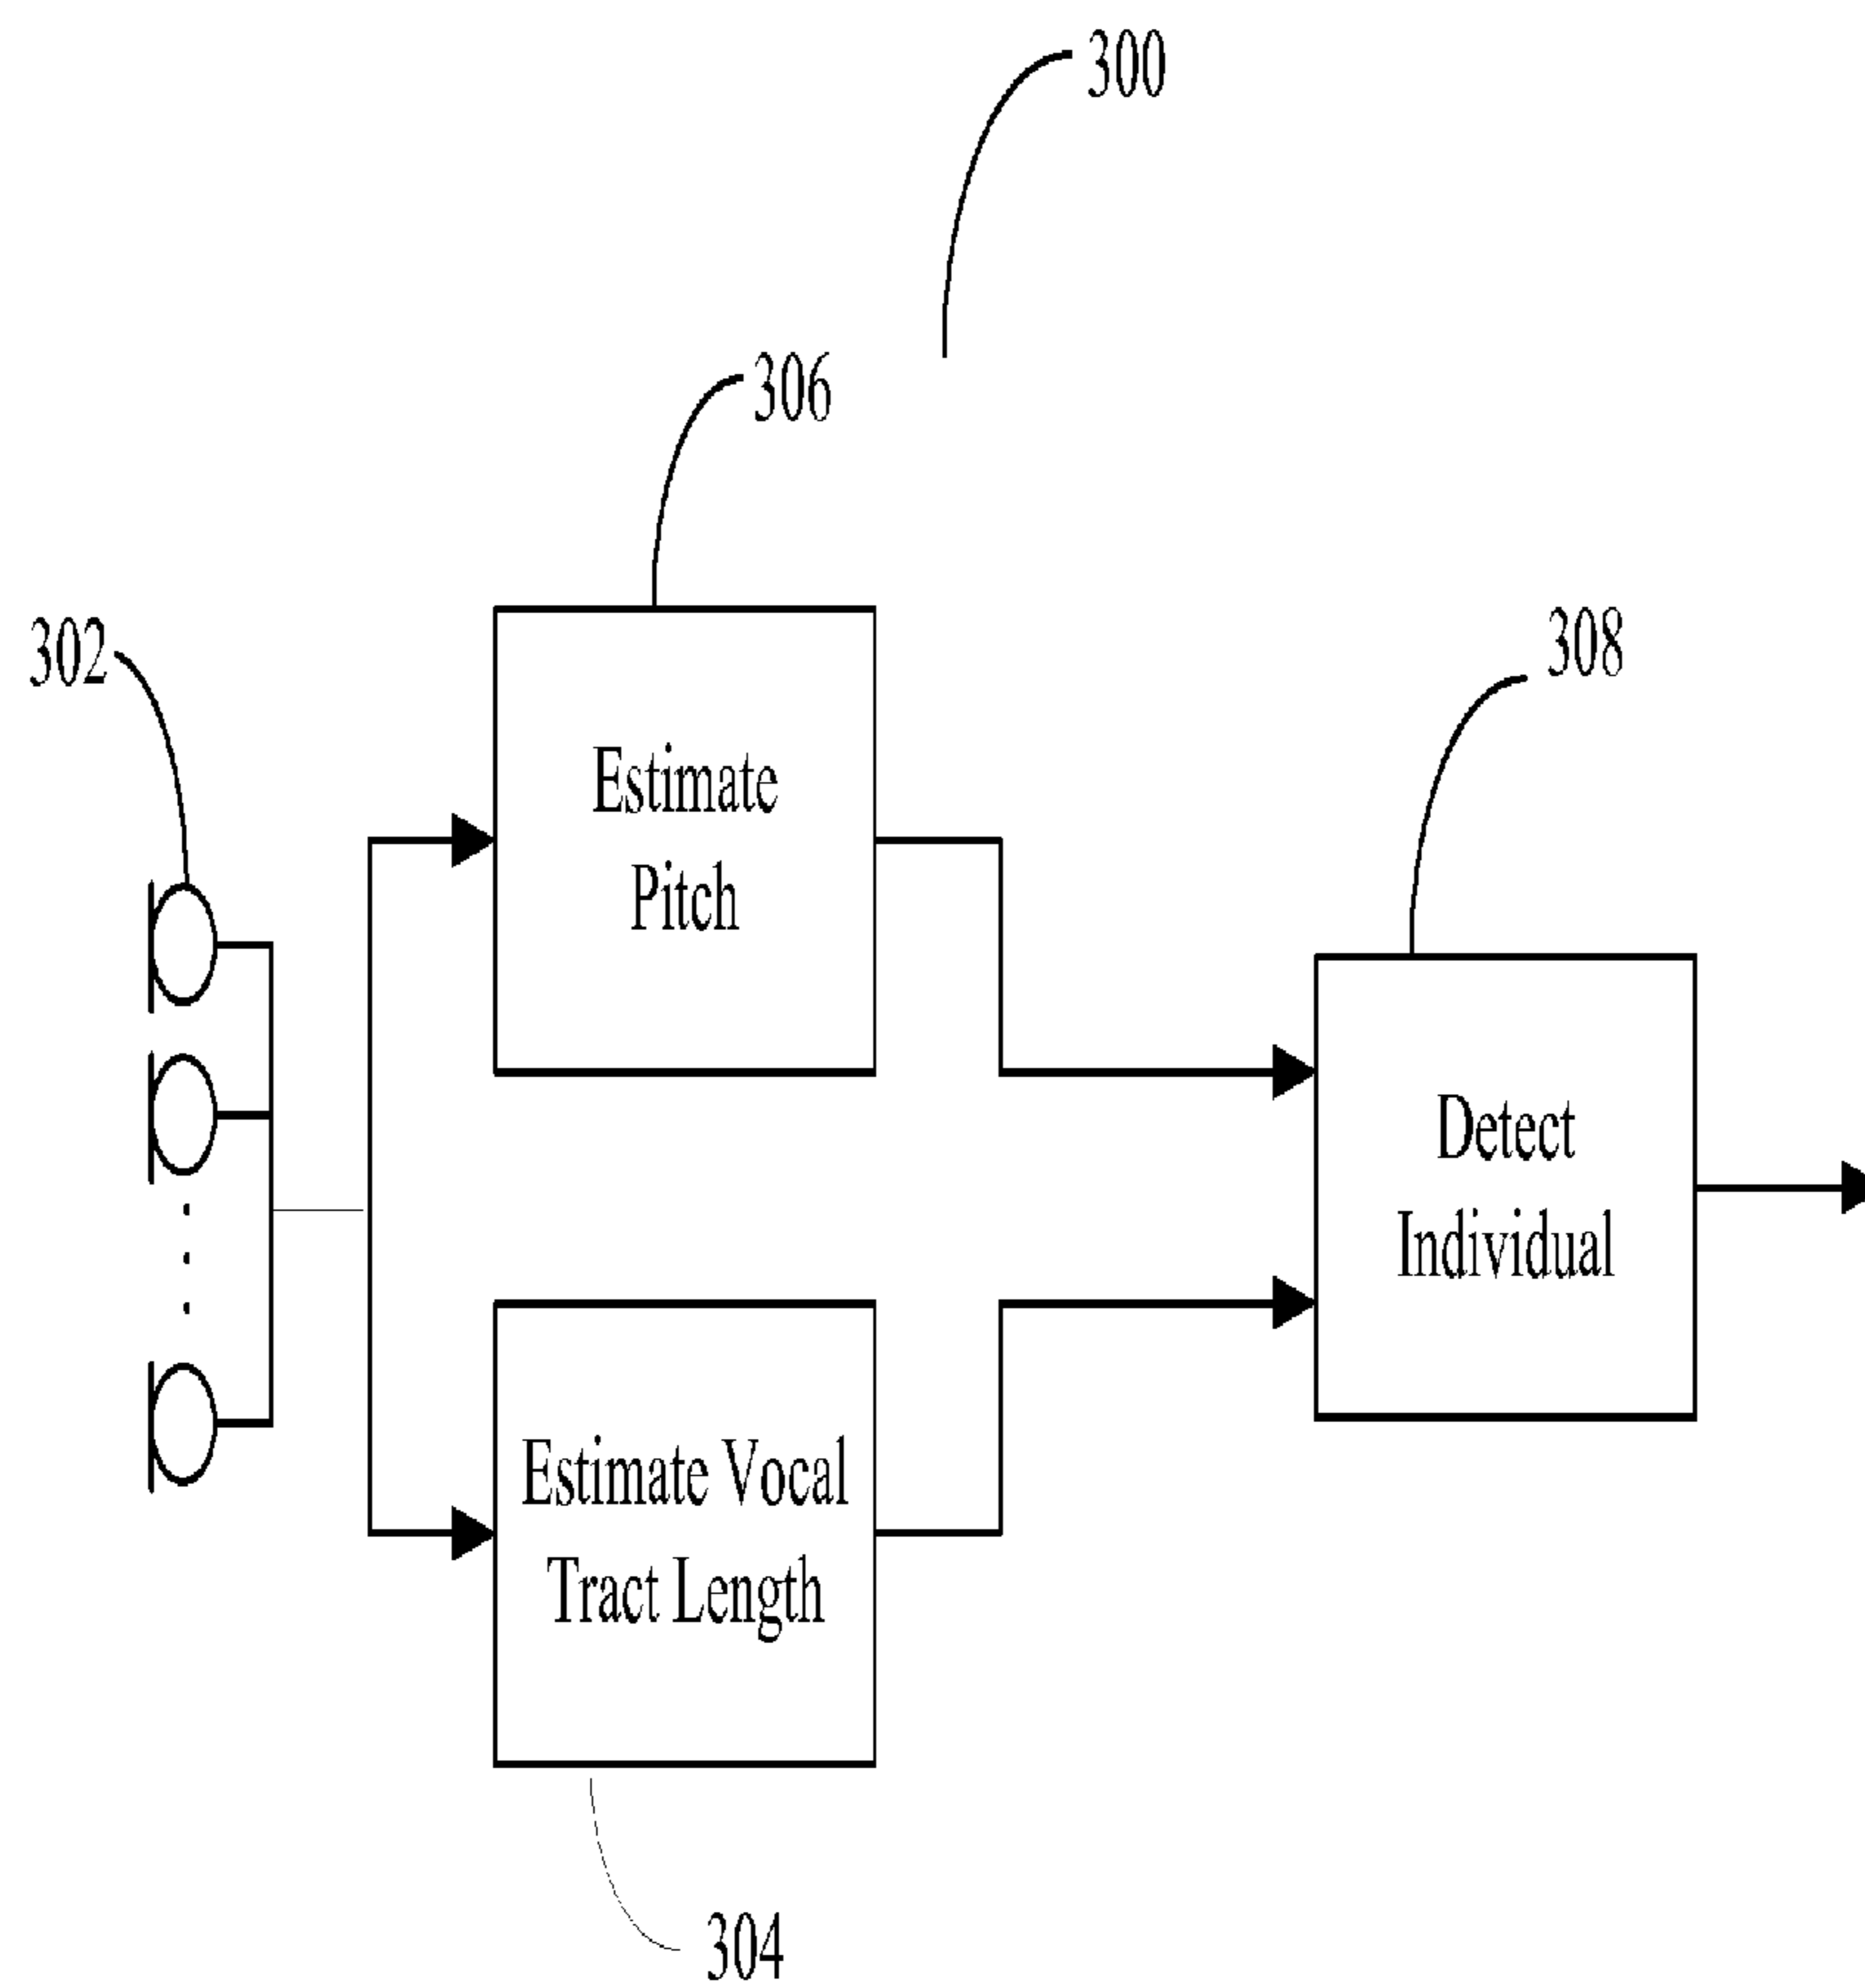 300
306
302
308
Estimate
Pitch
Detect
Individual
Estimate Vocal
Tract Length
304